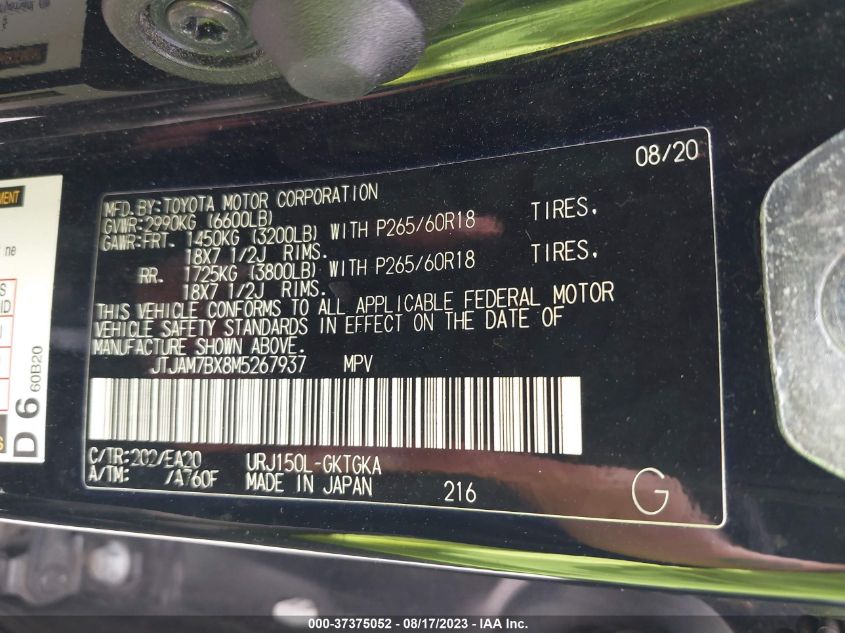 08/20
MFD. BY: TOYOTA MOTOR CORPORATION
GVWR: 2990KG (6600LB)
GAWR: FRT. 1450KG (3200LB) WITH P265/60R18 TIRES.
18X7 1/2J RIMS.
RR. 1725KG (3800LB) WITH P265/60R18 TIRES.
18X7 1/2J RIMS.
THIS VEHICLE CONFORMS TO ALL APPLICABLE FEDERAL MOTOR
VEHICLE SAFETY STANDARDS IN EFFECT ON THE DATE OF
MANUFACTURE SHOWN ABOVE.
JTJAM7BX8M5267937 MPV
C/TR: 202/EA20 URJ150L-GKTGKA
A/TM: /A760F MADE IN JAPAN 216 G
D 6 60B20
000-37375052 - 08/17/2023 - IAA Inc.